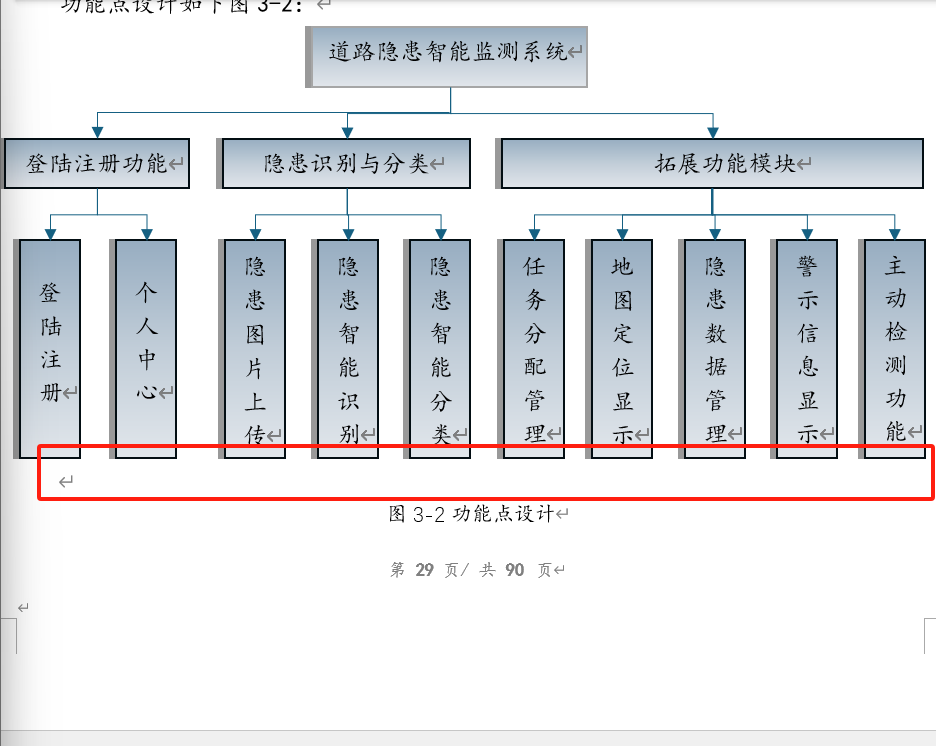 功能点设计如下图 3-2：
道路隐患智能监测系统
登陆注册功能
隐患识别与分类
拓展功能模块
登陆注册
个人中心
隐患图片上传
隐患智能识别
隐患智能分类
任务分配管理
地图定位显示
隐患数据管理
警示信息显示
主动检测功能
图 3-2 功能点设计
第 29 页/ 共 90 页